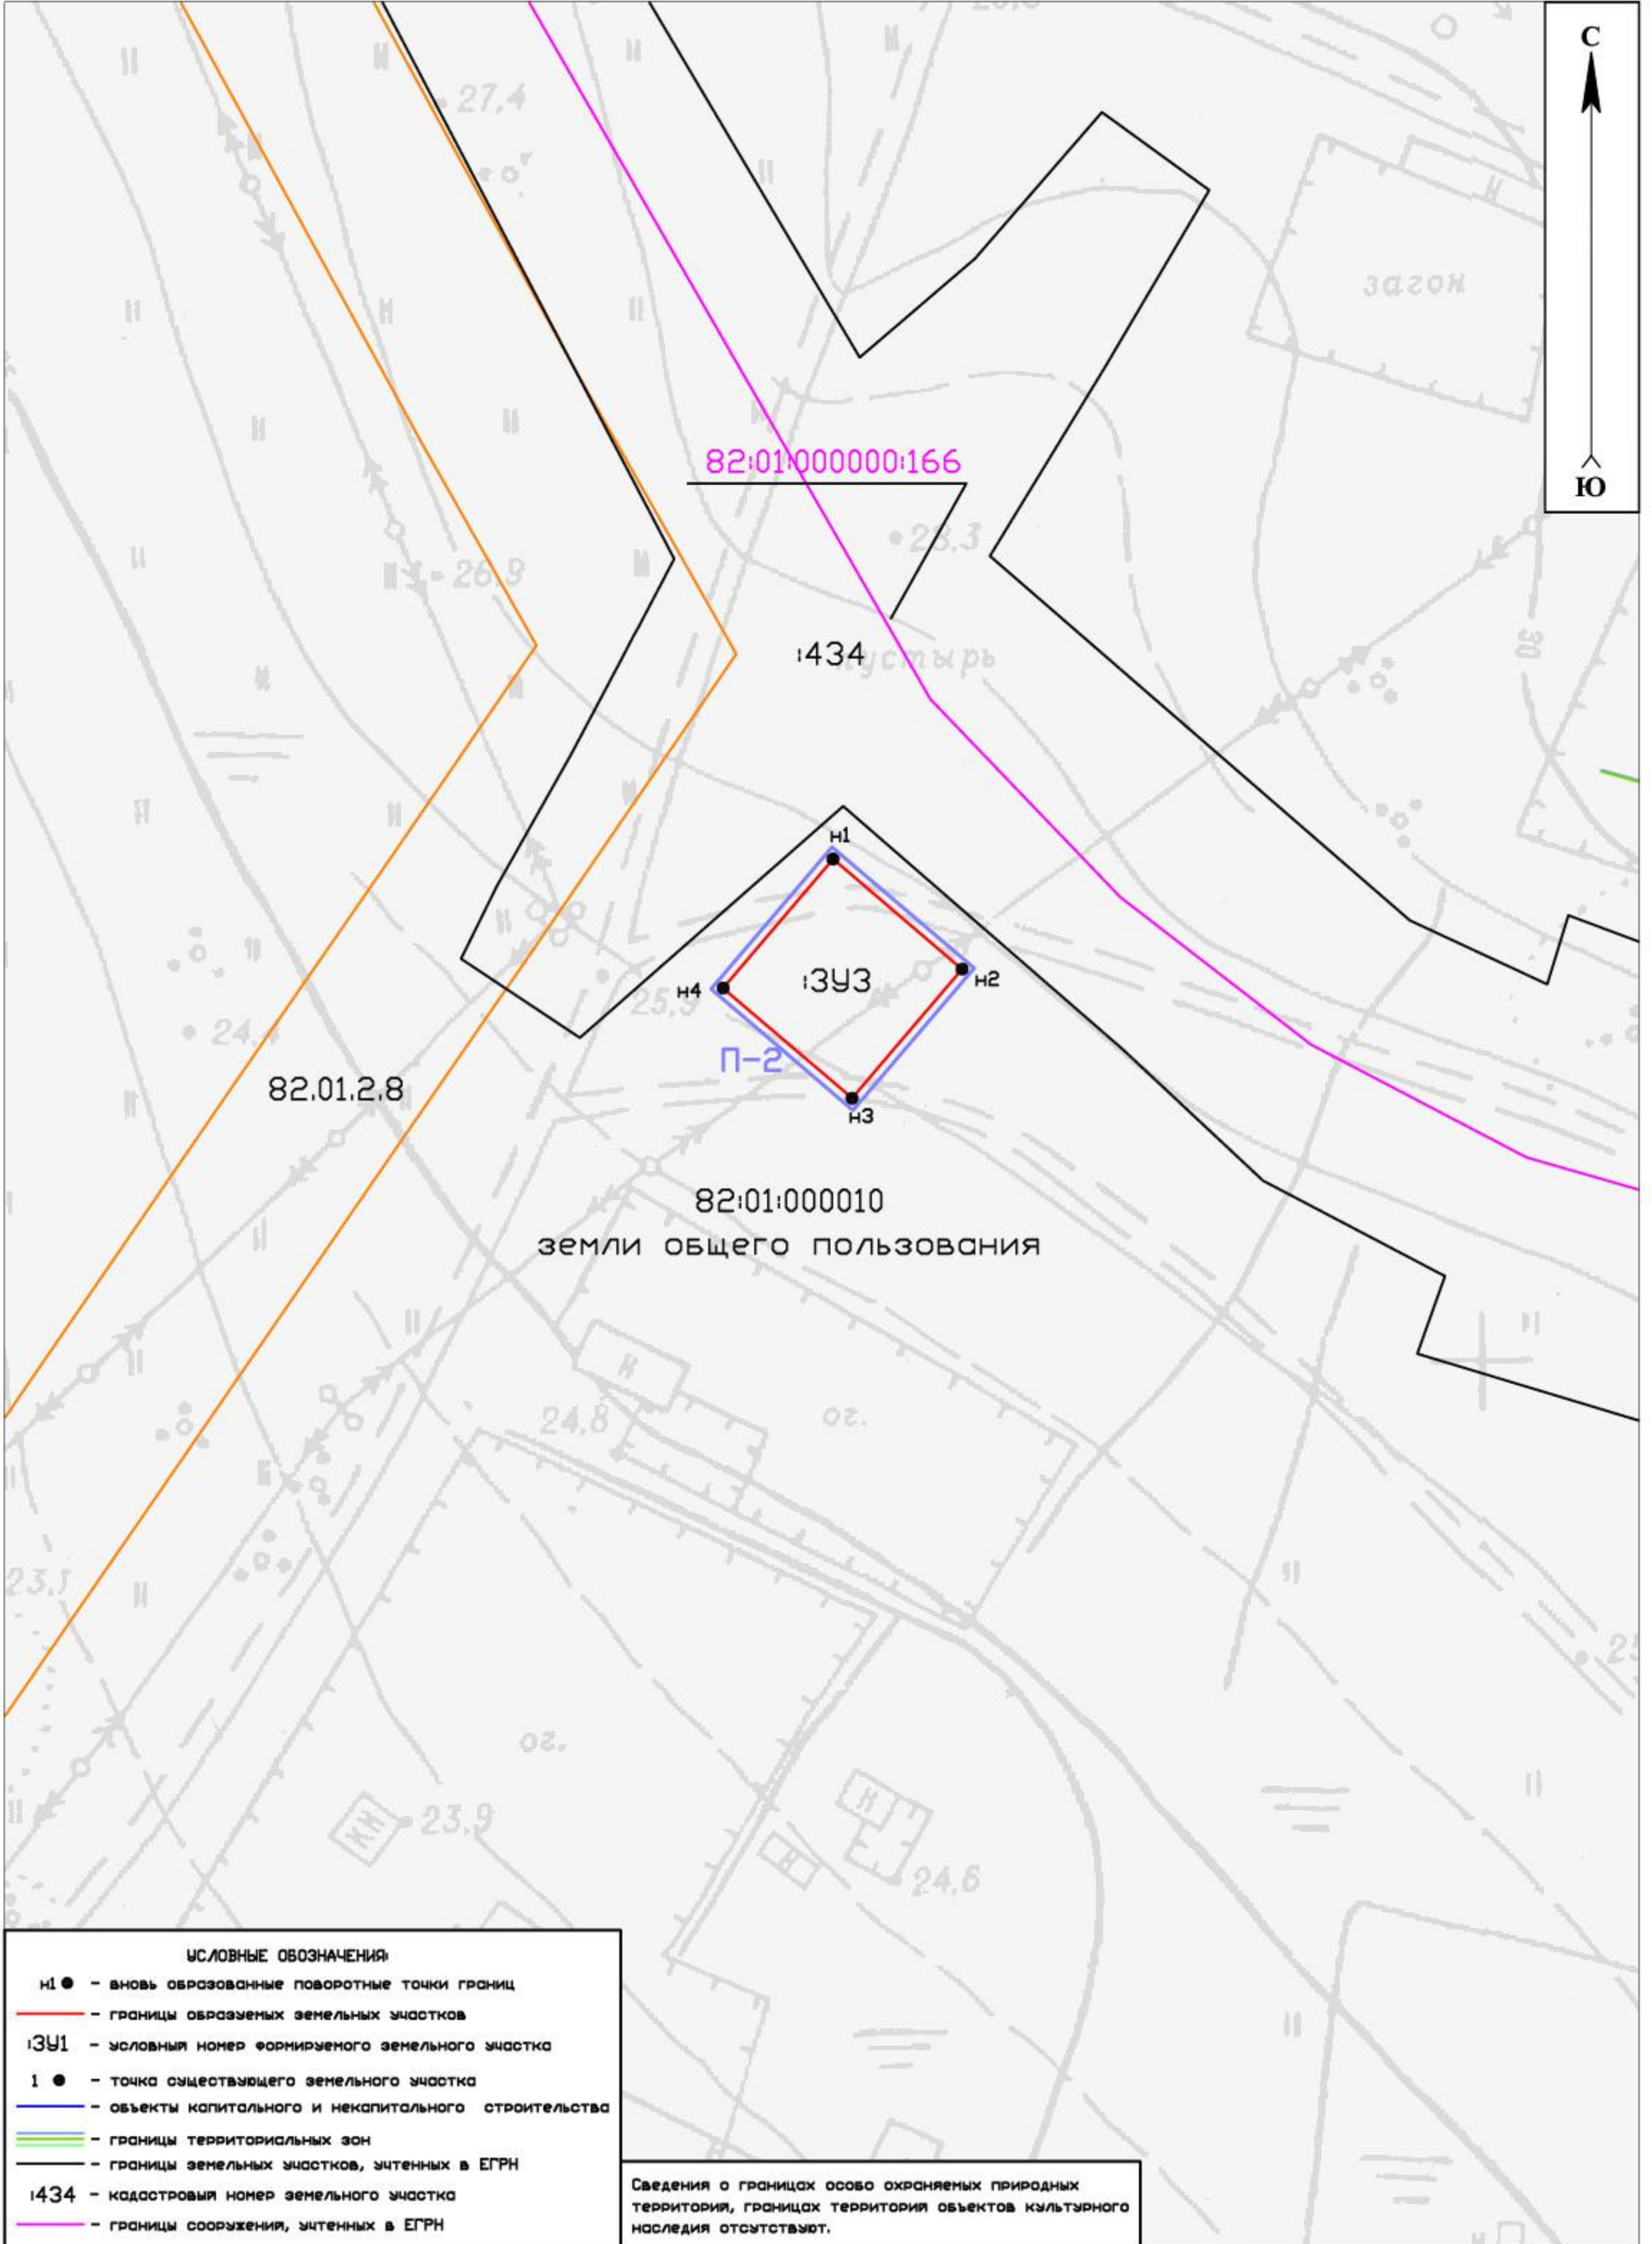 С
27,4
загон
Ю
82:01:000000:166
28,3
26,9
:434
пустырь
30
н1
:ЗУ3
н2
н4
25,9
24,4
П-2
82.01.2.8
н3
82:01:000010
земли общего пользования
К
24,8
ог.
23,1
ог.
КН
23,9
Н
24,6
УСЛОВНЫЕ ОБОЗНАЧЕНИЯ:
н1 - вновь образованные поворотные точки границ
- границы образуемых земельных участков
:ЗУ1 - условный номер формируемого земельного участка
1 - точка существующего земельного участка
- объекты капитального и некапитального строительства
- границы территориальных зон
- границы земельных участков, учтенных в ЕГРН
:434 - кадастровый номер земельного участка
- границы сооружений, учтенных в ЕГРН
Сведения о границах особо охраняемых природных
территорий, границах территорий объектов культурного
наследия отсутствуют.